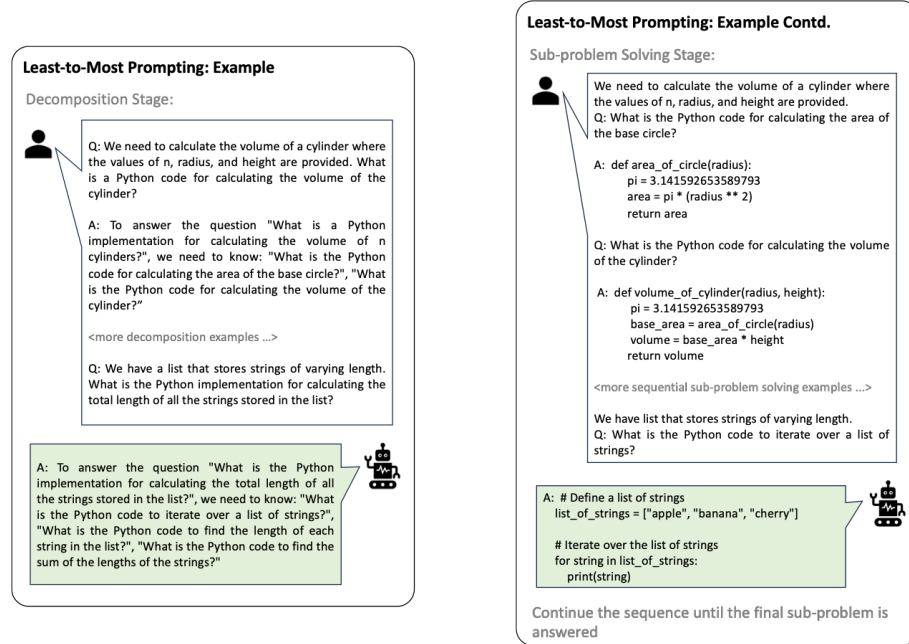 Least-to-Most Prompting: Example
Decomposition Stage:
Q: We need to calculate the volume of a cylinder where
the values of n, radius, and height are provided. What
is a Python code for calculating the volume of the
cylinder?
A: To answer the question "What is a Python
implementation for calculating the volume of n
cylinders?", we need to know: "What is the Python
code for calculating the area of the base circle?", "What
is the Python code for calculating the volume of the
cylinder?”
<more decomposition examples ...>
Q: We have a list that stores strings of varying length.
What is the Python implementation for calculating the
total length of all the strings stored in the list?
A: To answer the question "What is the Python
implementation for calculating the total length of all
the strings stored in the list?", we need to know: "What
is the Python code to iterate over a list of strings?",
"What is the Python code to find the length of each
string in the list?", "What is the Python code to find the
sum of the lengths of the strings?"
Least-to-Most Prompting: Example Contd.
Sub-problem Solving Stage:
We need to calculate the volume of a cylinder where
the values of n, radius, and height are provided.
Q: What is the Python code for calculating the area of
the base circle?
A: def area_of_circle(radius):
pi = 3.141592653589793
area = pi * (radius ** 2)
return area
Q: What is the Python code for calculating the volume
of the cylinder?
A: def volume_of_cylinder(radius, height):
pi = 3.141592653589793
base_area = area_of_circle(radius)
volume = base_area * height
return volume
<more sequential sub-problem solving examples ...>
We have list that stores strings of varying length.
Q: What is the Python code to iterate over a list of
strings?
A: # Define a list of strings
list_of_strings = ["apple", "banana", "cherry"]
# Iterate over the list of strings
for string in list_of_strings:
print(string)
Continue the sequence until the final sub-problem is
answered